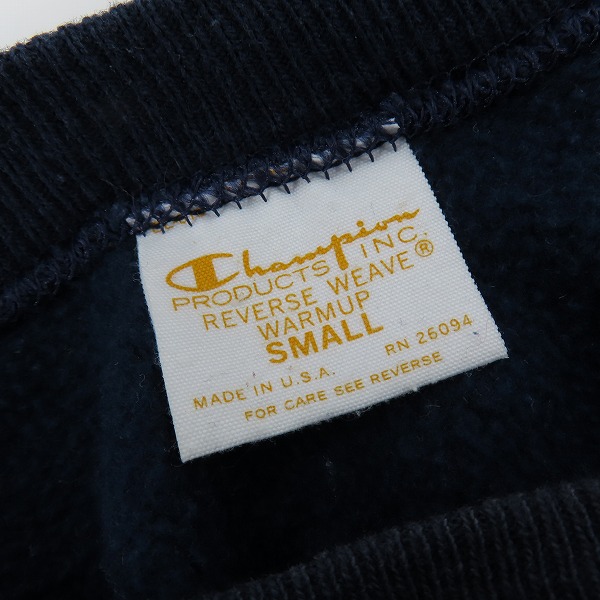 Champion
PRODUCTS INC.
REVERSE WEAVE®
WARMUP
SMALL
RN 26094
MADE IN U.S.A.
FOR CARE SEE REVERSE